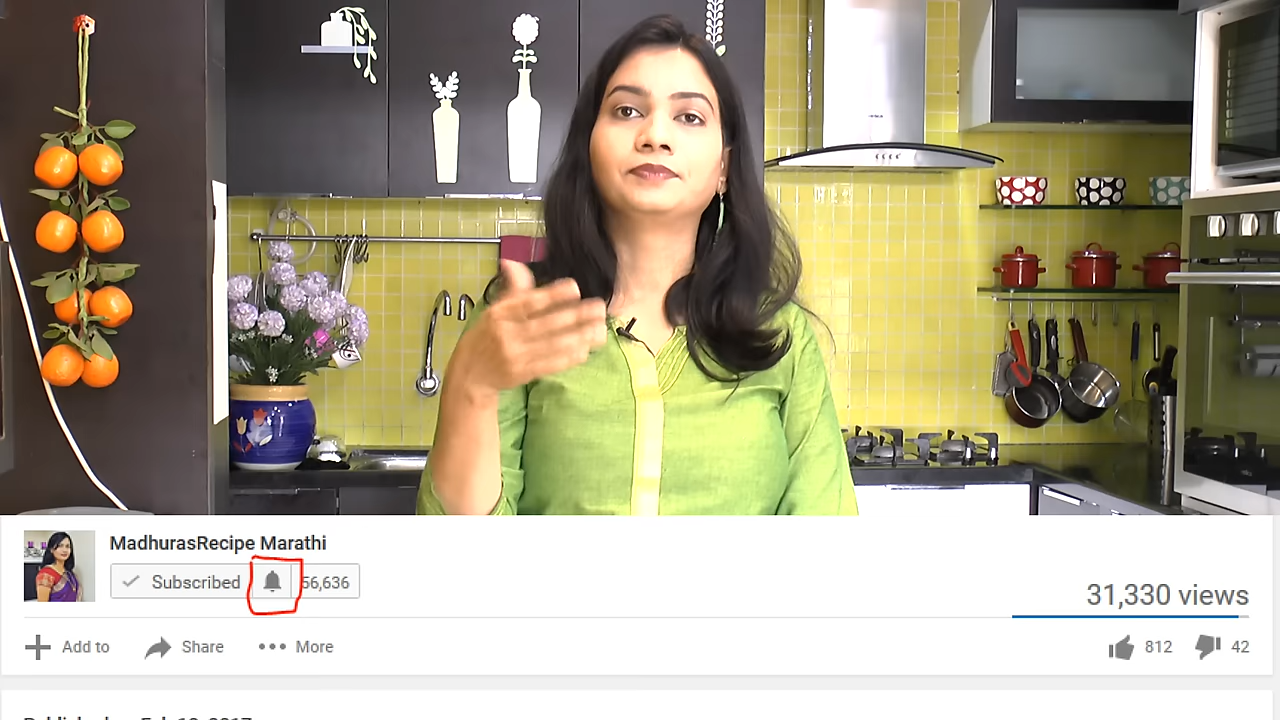 MadhurasRecipe Marathi
Subscribed 56,636
31,330 views
Add to Share More 812 42